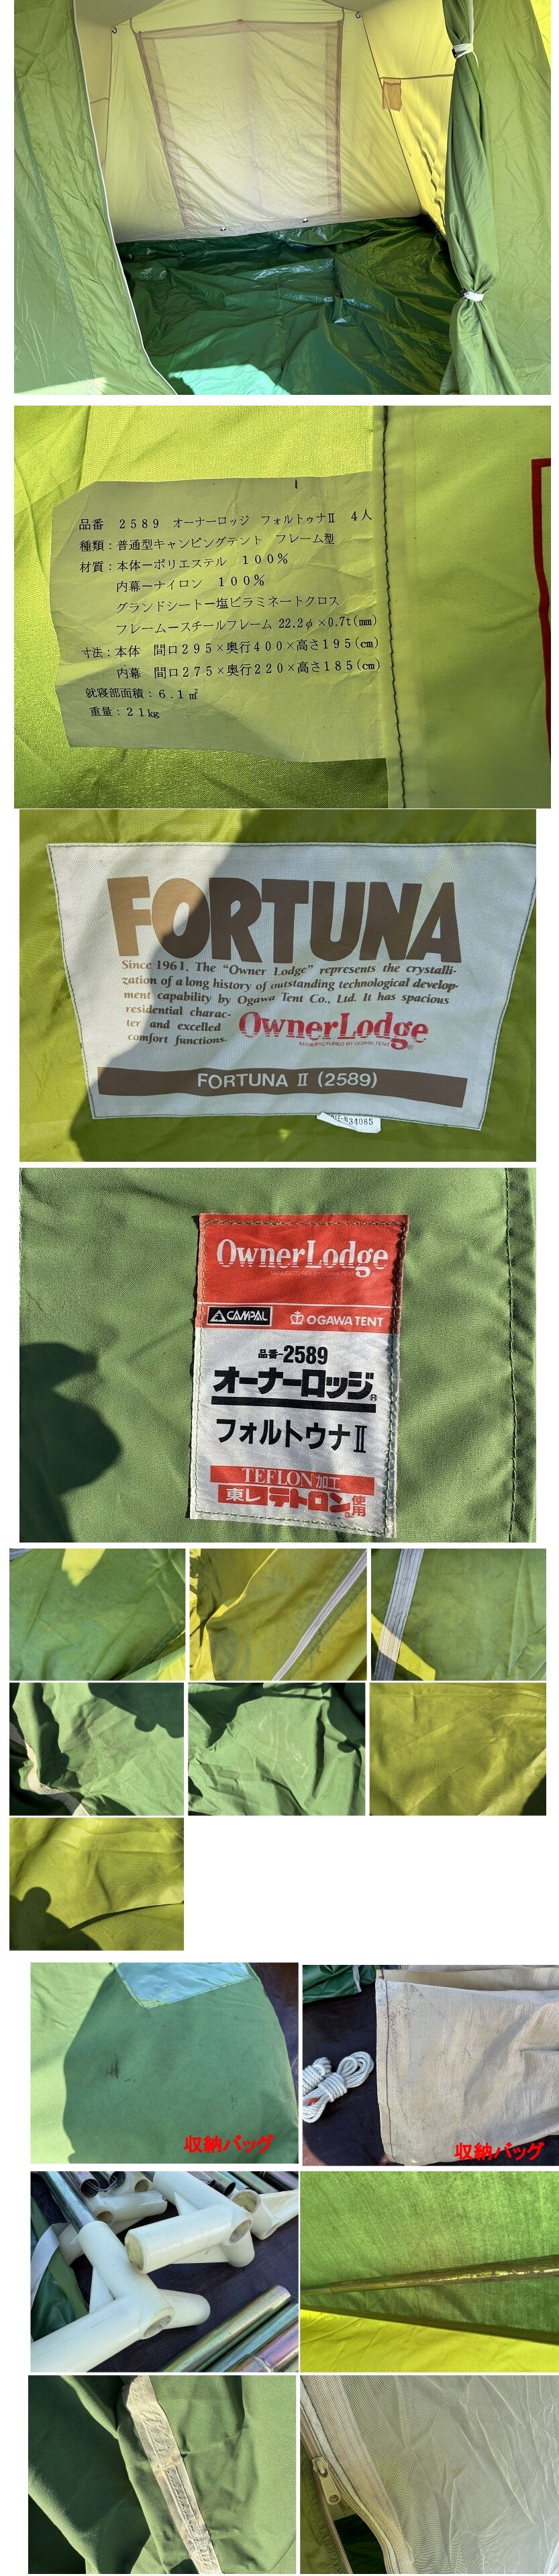 品番 2589 オーナーロッジ フォルトゥナⅡ 4人
種類：普通型キャンピングテント フレーム型
材質：本体ーポリエステル 100％
内幕ーナイロン 100％
グランドシートー塩ビラミネートクロス
フレームースチールフレーム 22.2φ×0.7t(mm)
寸法：本体 間口295×奥行400×高さ195(cm)
内幕 間口275×奥行220×高さ185(cm)
就寝部面積：6.1㎡
重量：21kg
FORTUNA
Since 1961, The “Owner Lodge” represents the crystalli-
zation of a long history of outstanding technological develop-
ment capability by Ogawa Tent Co., Ltd. It has spacious
residential charac-
ter and excelled
comfort functions.
OwnerLodge
MANUFACTURED BY OGAWA TENT
FORTUNA Ⅱ (2589)
34085
OwnerLodge
MANUFACTURED BY OGAWA TENT
CAMPAL OGAWA TENT
品番-2589
オーナーロッジ®
フォルトゥナⅡ
TEFLON加工
東レテトロン®使用
収納バッグ
収納バッグ